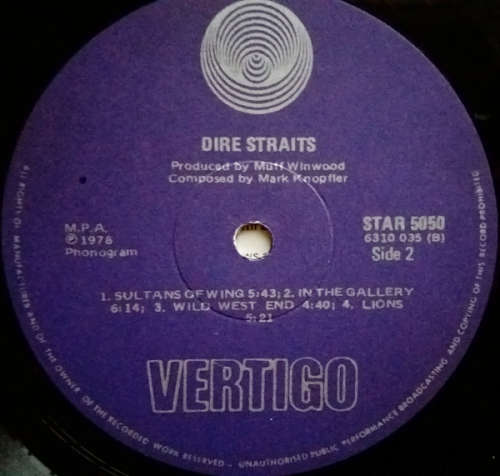 DIRE STRAITS
Produced by Muff Winwood
Composed by Mark Knopfler
M.P.A.
℗ 1978
Phonogram
STAR 5050
6310 035 (B)
Side 2
1. SULTANS OF WING 5:43; 2. IN THE GALLERY
6:14; 3. WILD WEST END 4:40; 4. LIONS
5:21
VERTIGO
ALL RIGHTS OF MANUFACTURER AND OF THE OWNER OF THE RECORDED WORK RESERVED – UNAUTHORISED PUBLIC PERFORMANCE BROADCASTING AND COPYING OF THIS RECORD PROHIBITED